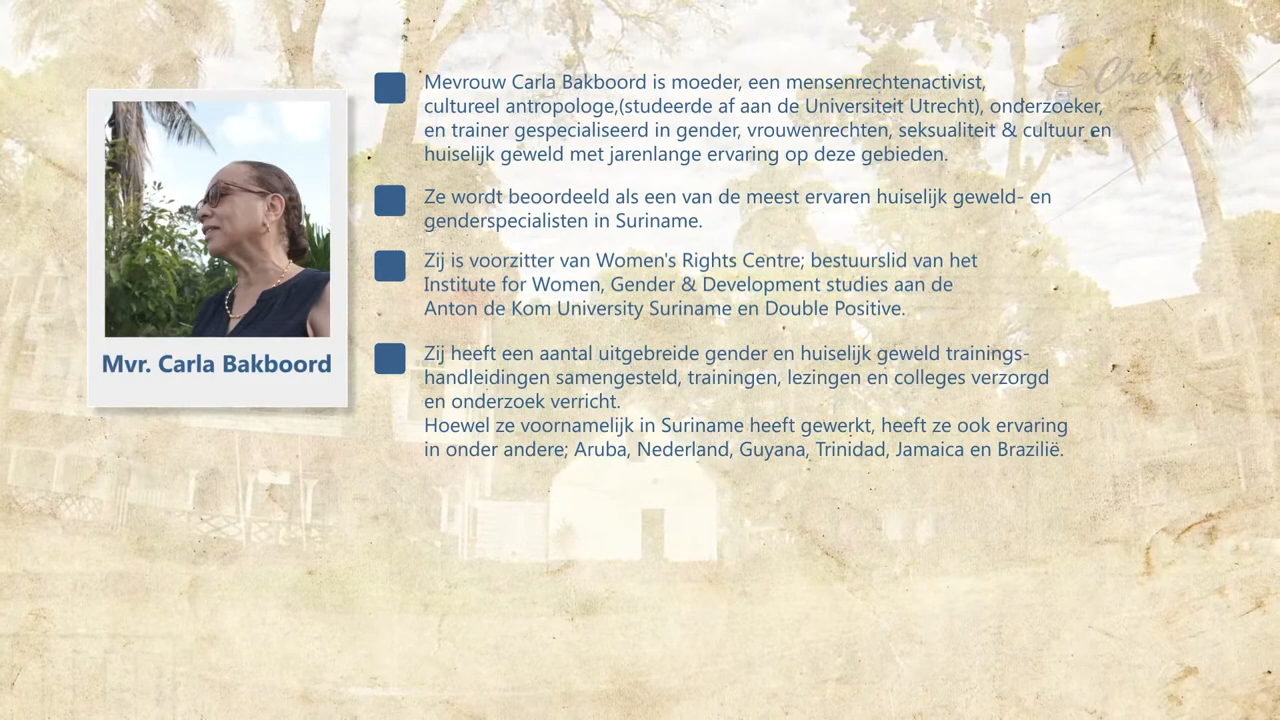 Mevrouw Carla Bakboord is moeder, een mensenrechtenactivist,
cultureel antropologe,(studeerde af aan de Universiteit Utrecht), onderzoeker,
en trainer gespecialiseerd in gender, vrouwenrechten, seksualiteit & cultuur en
huiselijk geweld met jarenlange ervaring op deze gebieden.
Ze wordt beoordeeld als een van de meest ervaren huiselijk geweld- en
genderspecialisten in Suriname.
Zij is voorzitter van Women's Rights Centre; bestuurslid van het
Institute for Women, Gender & Development studies aan de
Anton de Kom University Suriname en Double Positive.
Zij heeft een aantal uitgebreide gender en huiselijk geweld trainings-
handleidingen samengesteld, trainingen, lezingen en colleges verzorgd
en onderzoek verricht.
Hoewel ze voornamelijk in Suriname heeft gewerkt, heeft ze ook ervaring
in onder andere; Aruba, Nederland, Guyana, Trinidad, Jamaica en Brazilië.
Mvr. Carla Bakboord